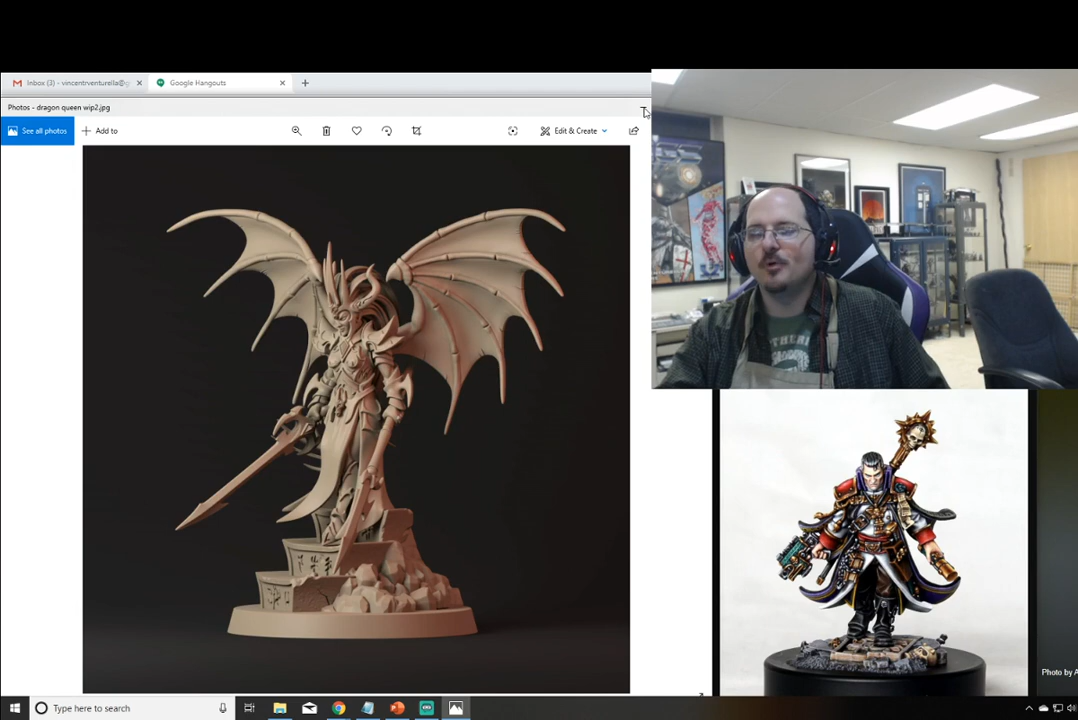 Inbox (3) - vincentrventurella@g
Google Hangouts
Photos - dragon queen wip2.jpg
See all photos
Add to
Edit & Create
Photo by A
Type here to search